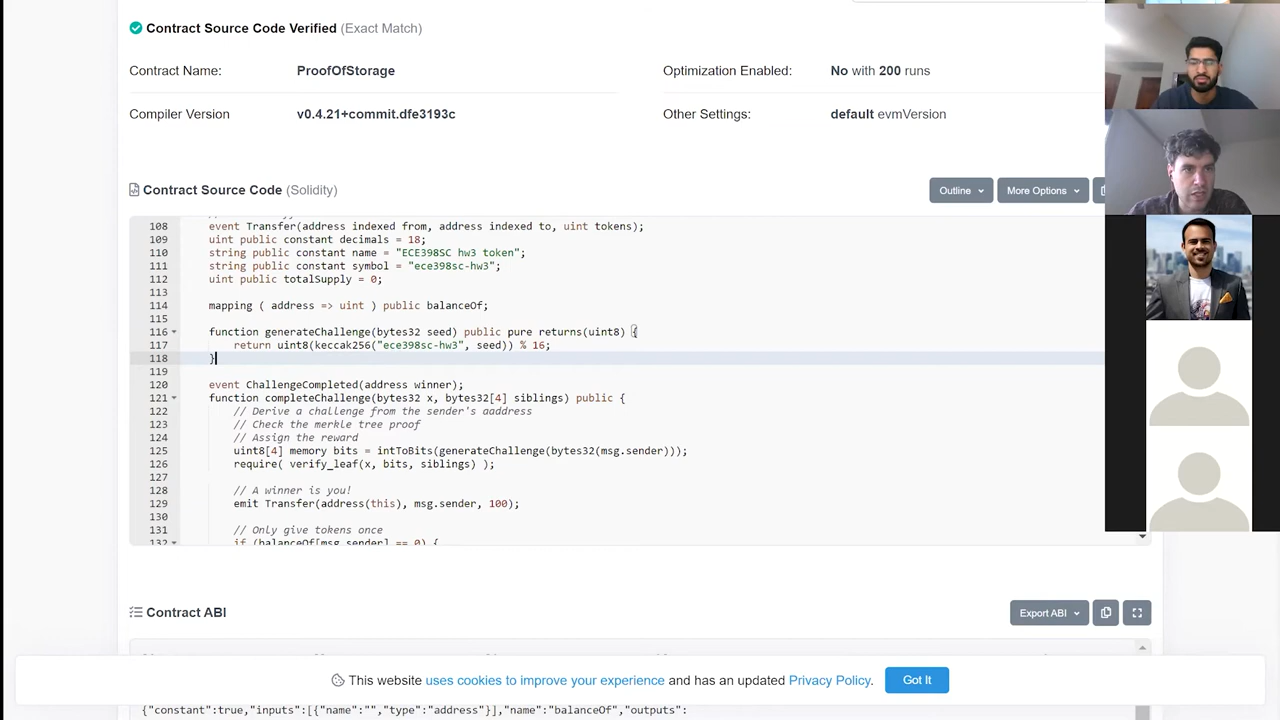 Contract Source Code Verified (Exact Match)
Contract Name: ProofOfStorage Optimization Enabled: No with 200 runs
Compiler Version v0.4.21+commit.dfe3193c Other Settings: default evmVersion
Contract Source Code (Solidity) Outline More Options
108 event Transfer(address indexed from, address indexed to, uint tokens);
109 uint public constant decimals = 18;
110 string public constant name = "ECE398SC hw3 token";
111 string public constant symbol = "ece398sc-hw3";
112 uint public totalSupply = 0;
113
114 mapping ( address => uint ) public balanceOf;
115
116 function generateChallenge(bytes32 seed) public pure returns(uint8) {
117 return uint8(keccak256("ece398sc-hw3", seed)) % 16;
118 }
119
120 event ChallengeCompleted(address winner);
121 function completeChallenge(bytes32 x, bytes32[4] siblings) public {
122 // Derive a challenge from the sender's aaddress
123 // Check the merkle tree proof
124 // Assign the reward
125 uint8[4] memory bits = intToBits(generateChallenge(bytes32(msg.sender)));
126 require( verify_leaf(x, bits, siblings) );
127
128 // A winner is you!
129 emit Transfer(address(this), msg.sender, 100);
130
131 // Only give tokens once
132 if (balanceOf[msg.sender] == 0) {
Contract ABI Export ABI
This website uses cookies to improve your experience and has an updated Privacy Policy. Got It
{"constant":true,"inputs":[{"name":"","type":"address"}],"name":"balanceOf","outputs":